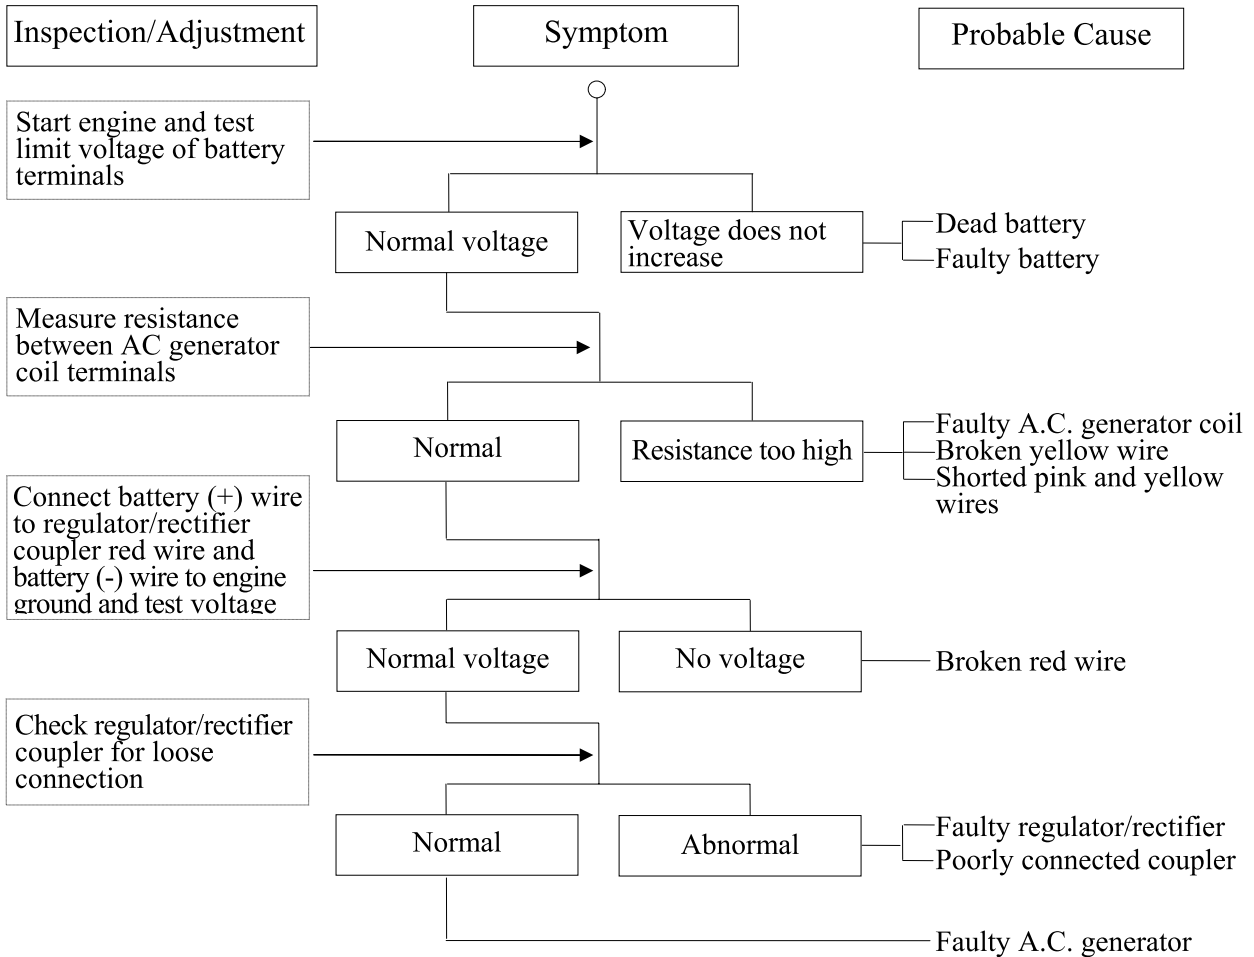 Inspection/Adjustment
Symptom
Probable Cause
Start engine and test
limit voltage of battery
terminals
Normal voltage
Voltage does not
increase
Dead battery
Faulty battery
Measure resistance
between AC generator
coil terminals
Normal
Resistance too high
Faulty A.C. generator coil
Broken yellow wire
Shorted pink and yellow
wires
Connect battery (+) wire
to regulator/rectifier
coupler red wire and
battery (-) wire to engine
ground and test voltage
Normal voltage
No voltage
Broken red wire
Check regulator/rectifier
coupler for loose
connection
Normal
Abnormal
Faulty regulator/rectifier
Poorly connected coupler
Faulty A.C. generator